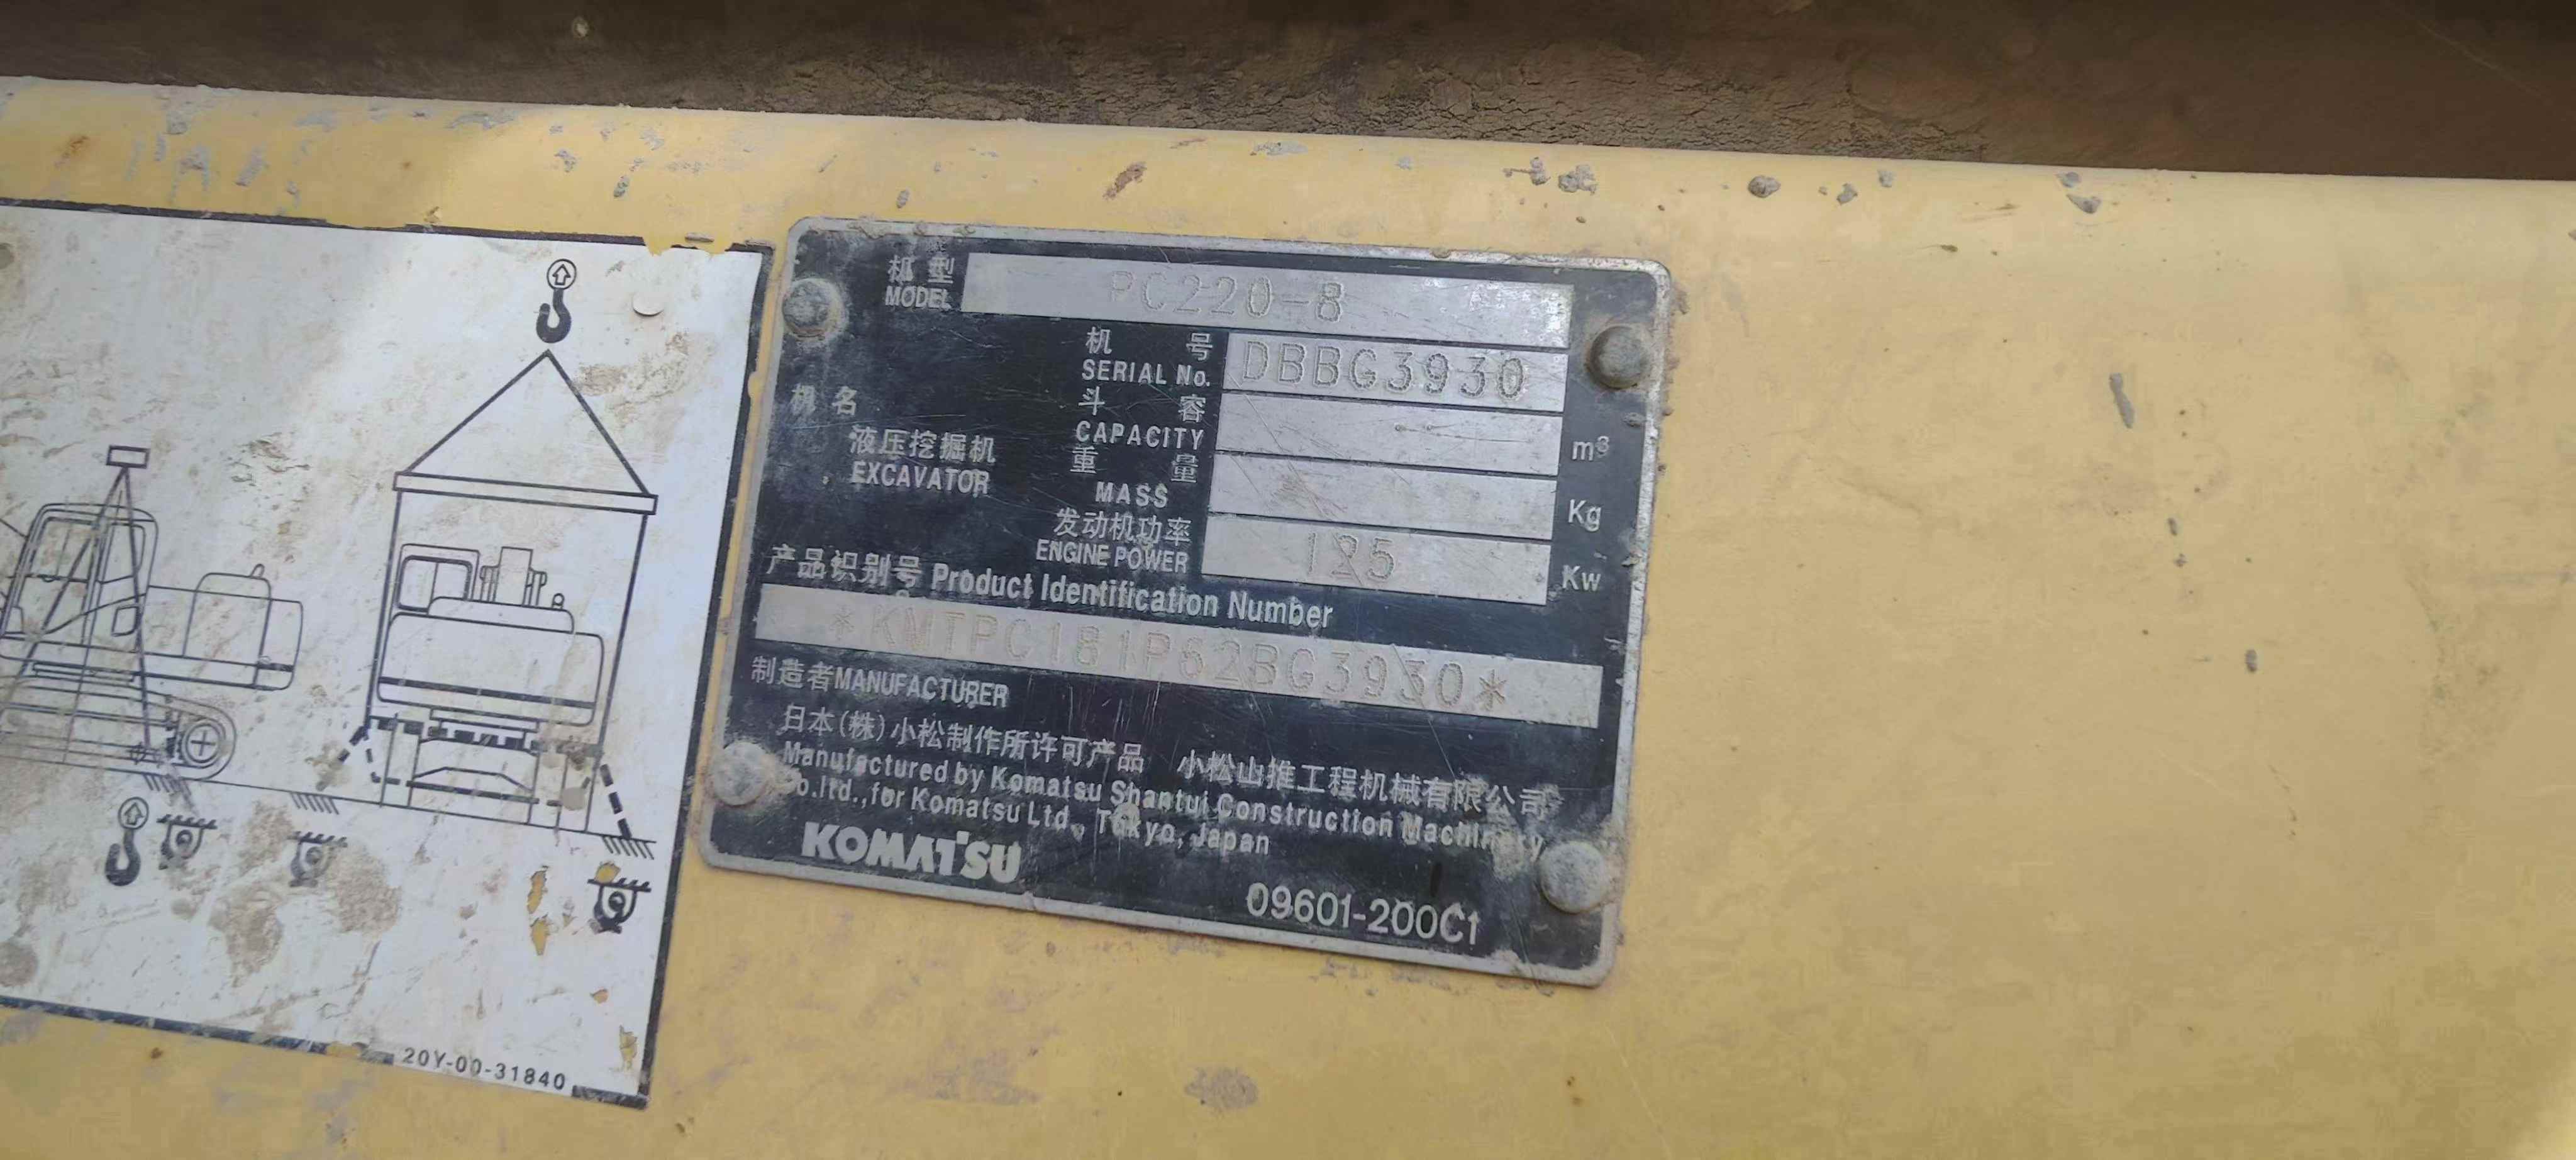 机型
MODEL
PC220-8
机号
SERIAL No.
DBBG3930
机名
液压挖掘机
EXCAVATOR
斗容
CAPACITY
m³
重量
MASS
Kg
发动机功率
ENGINE POWER
125
Kw
产品识别号 Product Identification Number
*KMTPC181P62BG3930*
制造者MANUFACTURER
日本(株)小松制作所许可产品 小松山推工程机械有限公司
Manufactured by Komatsu Shantui Construction Machinery
Co.ltd.,for Komatsu Ltd., Tokyo, Japan
KOMATSU
09601-200C1
20Y-00-31840